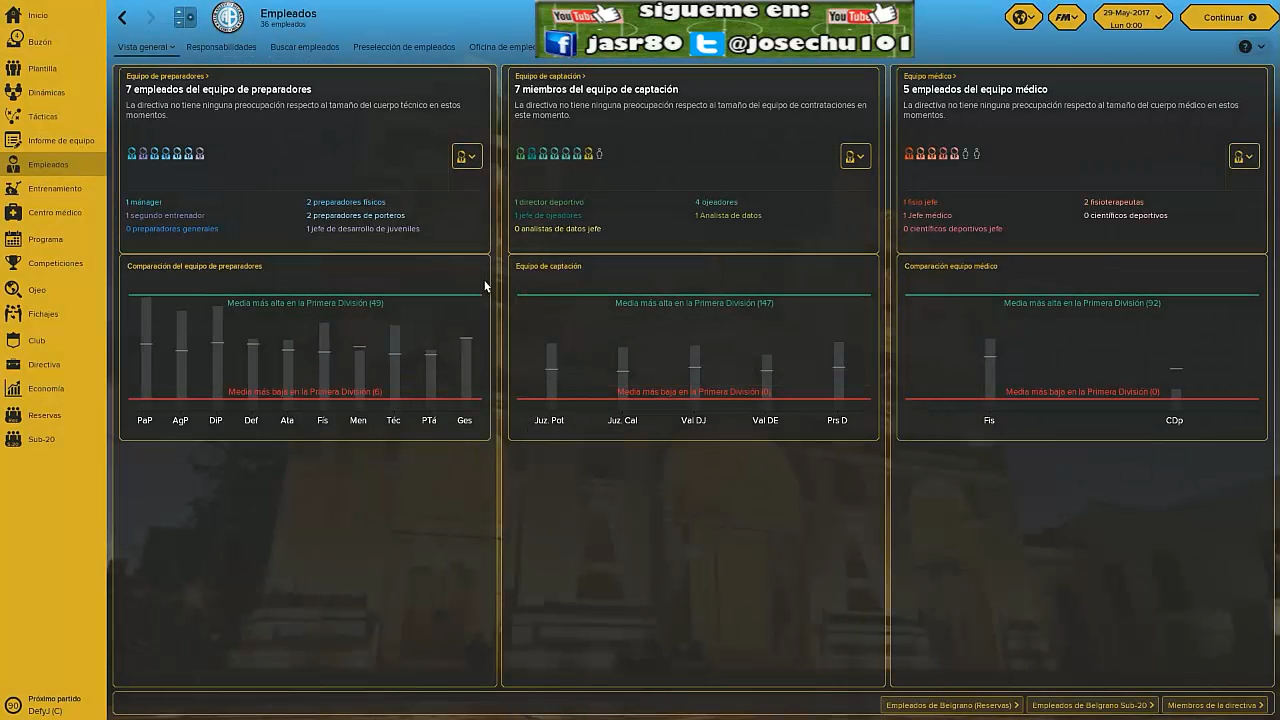 Inicio
4
Buzón
Plantilla
Dinámicas
Tácticas
Informe de equipo
Empleados
Entrenamiento
Centro médico
Programa
Competiciones
Ojeo
Fichajes
Club
Directiva
Economía
Reservas
Sub-20
Próximo partido
90
DefyJ (C)
Empleados
36 empleados
YouTube
sigueme en:
YouTube
f jasr80 @josechu101
FM
29-May-2017
Lun 0:00
Continuar
Vista general
Responsabilidades
Buscar empleados
Preselección de empleados
Oficina de emple
?
Equipo de preparadores >
7 empleados del equipo de preparadores
La directiva no tiene ninguna preocupación respecto al tamaño del cuerpo técnico en estos
momentos.
1 mánager
2 preparadores físicos
1 segundo entrenador
2 preparadores de porteros
0 preparadores generales
1 jefe de desarrollo de juveniles
Comparación del equipo de preparadores
Media más alta en la Primera División (49)
Media más baja en la Primera División (6)
PaP AgP DiP Def Ata Fís Men Téc PTá Ges
Equipo de captación >
7 miembros del equipo de captación
La directiva no tiene ninguna preocupación respecto al tamaño del equipo de contrataciones en
este momento.
1 director deportivo
4 ojeadores
1 jefe de ojeadores
1 Analista de datos
0 analistas de datos jefe
Equipo de captación
Media más alta en la Primera División (147)
Media más baja en la Primera División (0)
Juz. Pot Juz. Cal Val DJ Val DE Prs D
Equipo médico >
5 empleados del equipo médico
La directiva no tiene ninguna preocupación respecto al tamaño del cuerpo médico en estos
momentos.
1 fisio jefe
2 fisioterapeutas
1 Jefe médico
0 científicos deportivos
0 científicos deportivos jefe
Comparación equipo médico
Media más alta en la Primera División (92)
Media más baja en la Primera División (0)
Fis CDp
Empleados de Belgrano (Reservas) >
Empleados de Belgrano Sub-20 >
Miembros de la directiva >